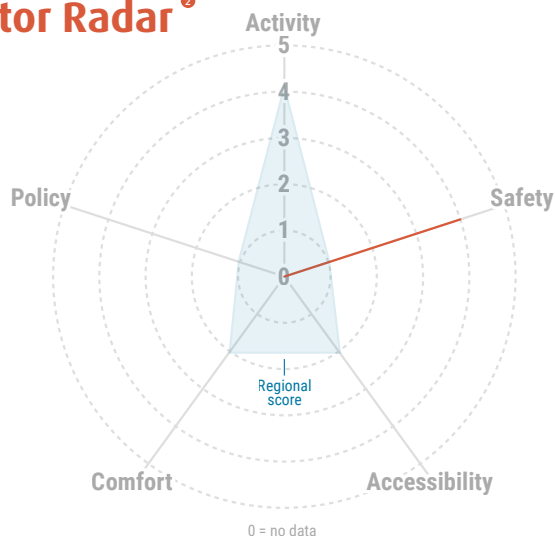 tor Radar 2
Activity
5
4
3
2
1
0
Policy
Safety
Regional
score
Comfort
Accessibility
0 = no data